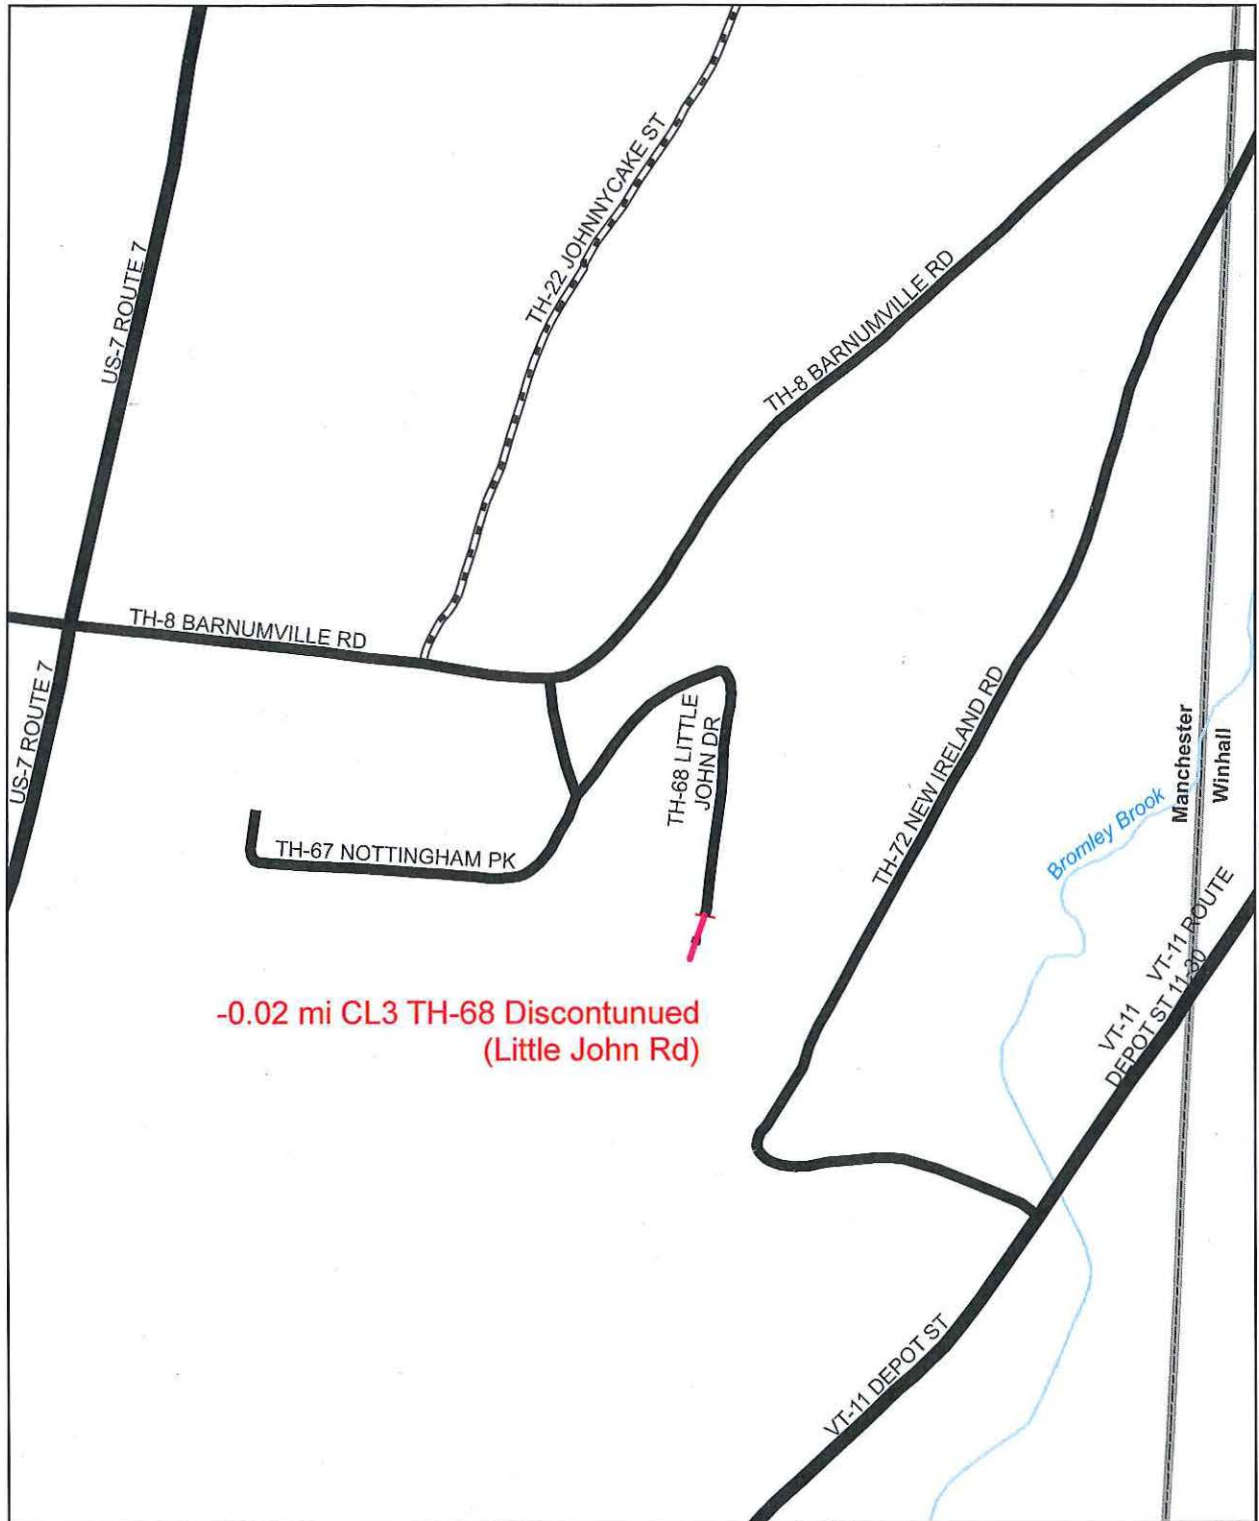 US-7 ROUTE 7
TH-22 JOHNNYCAKE ST
TH-8 BARNUMVILLE RD
TH-8 BARNUMVILLE RD
US-7 ROUTE 7
TH-68 LITTLE
JOHN DR
TH-67 NOTTINGHAM PK
TH-72 NEW IRELAND RD
Manchester
Winhall
Bromley Brook
VT-11 ROUTE
11-30
VT-11
DEPOT ST
-0.02 mi CL3 TH-68 Discontunued
(Little John Rd)
VT-11 DEPOT ST